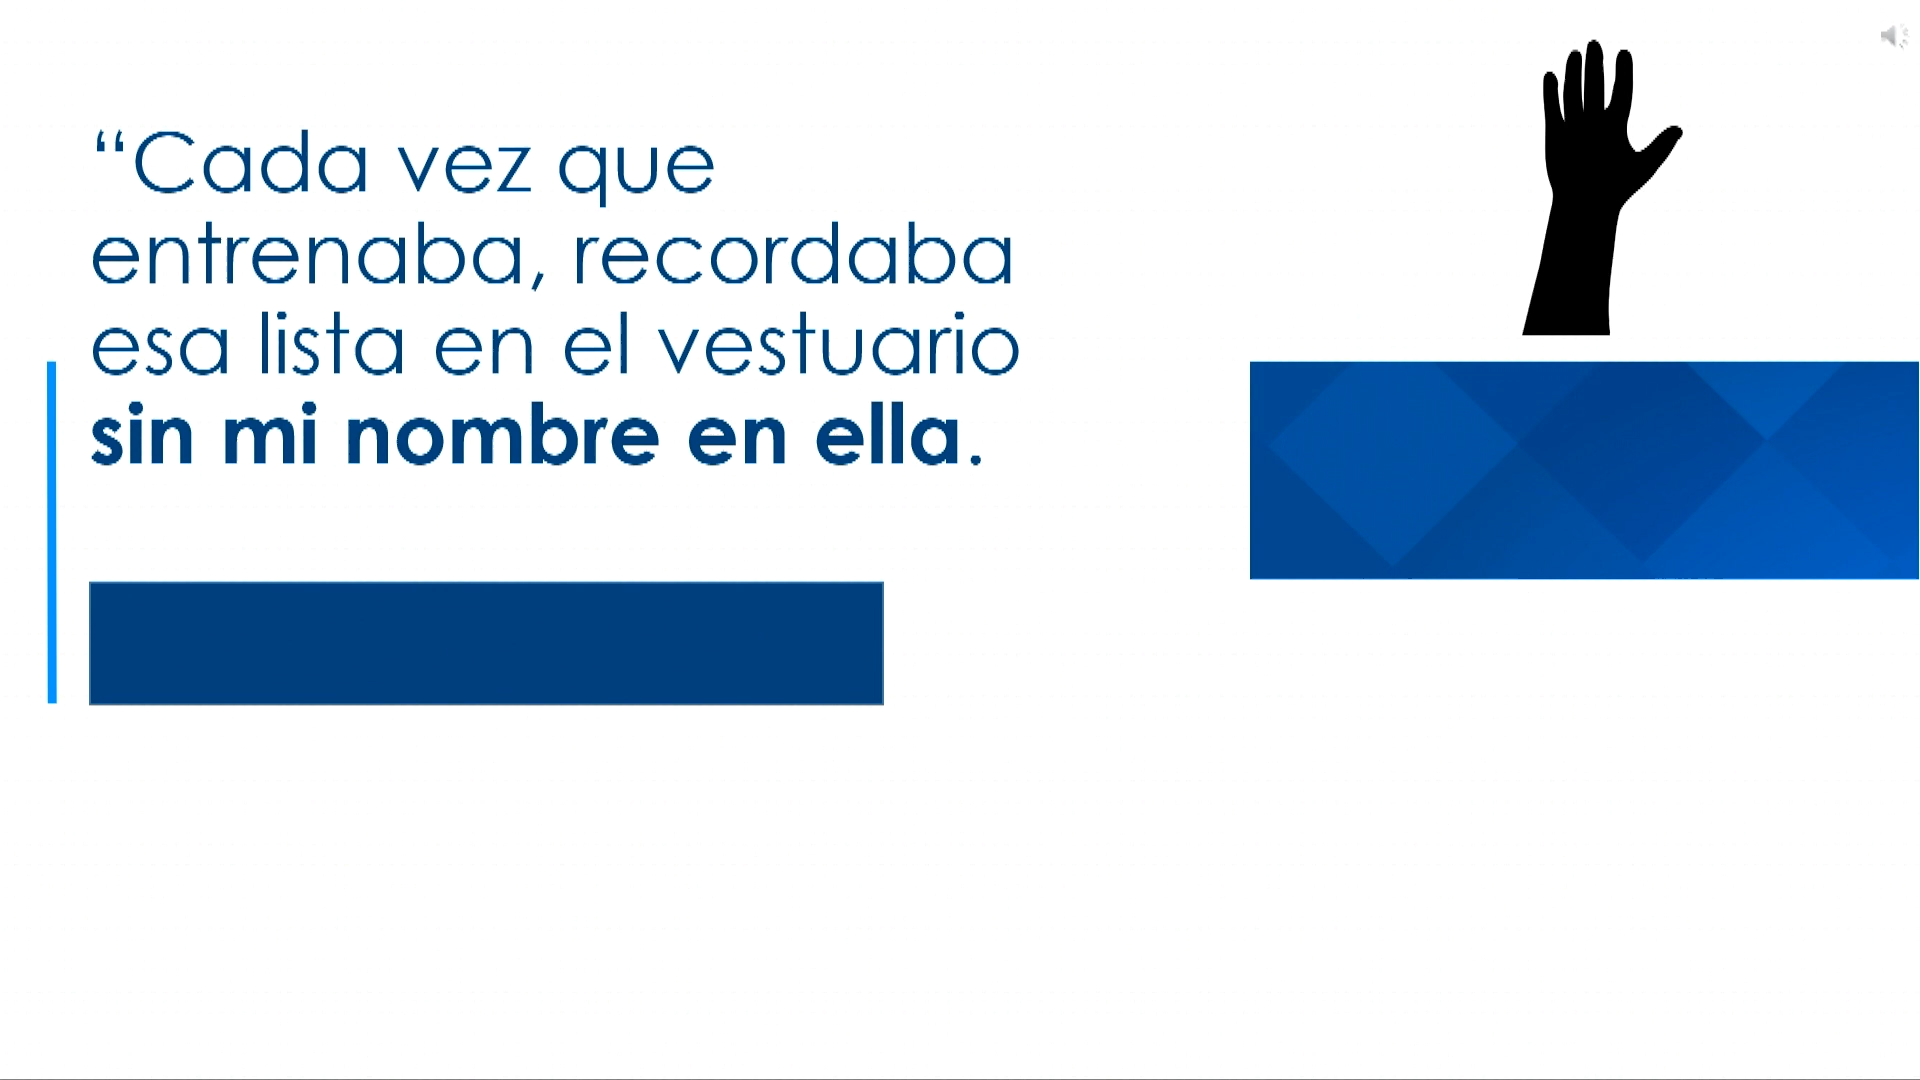 “Cada vez que
entrenaba, recordaba
esa lista en el vestuario
sin mi nombre en ella.